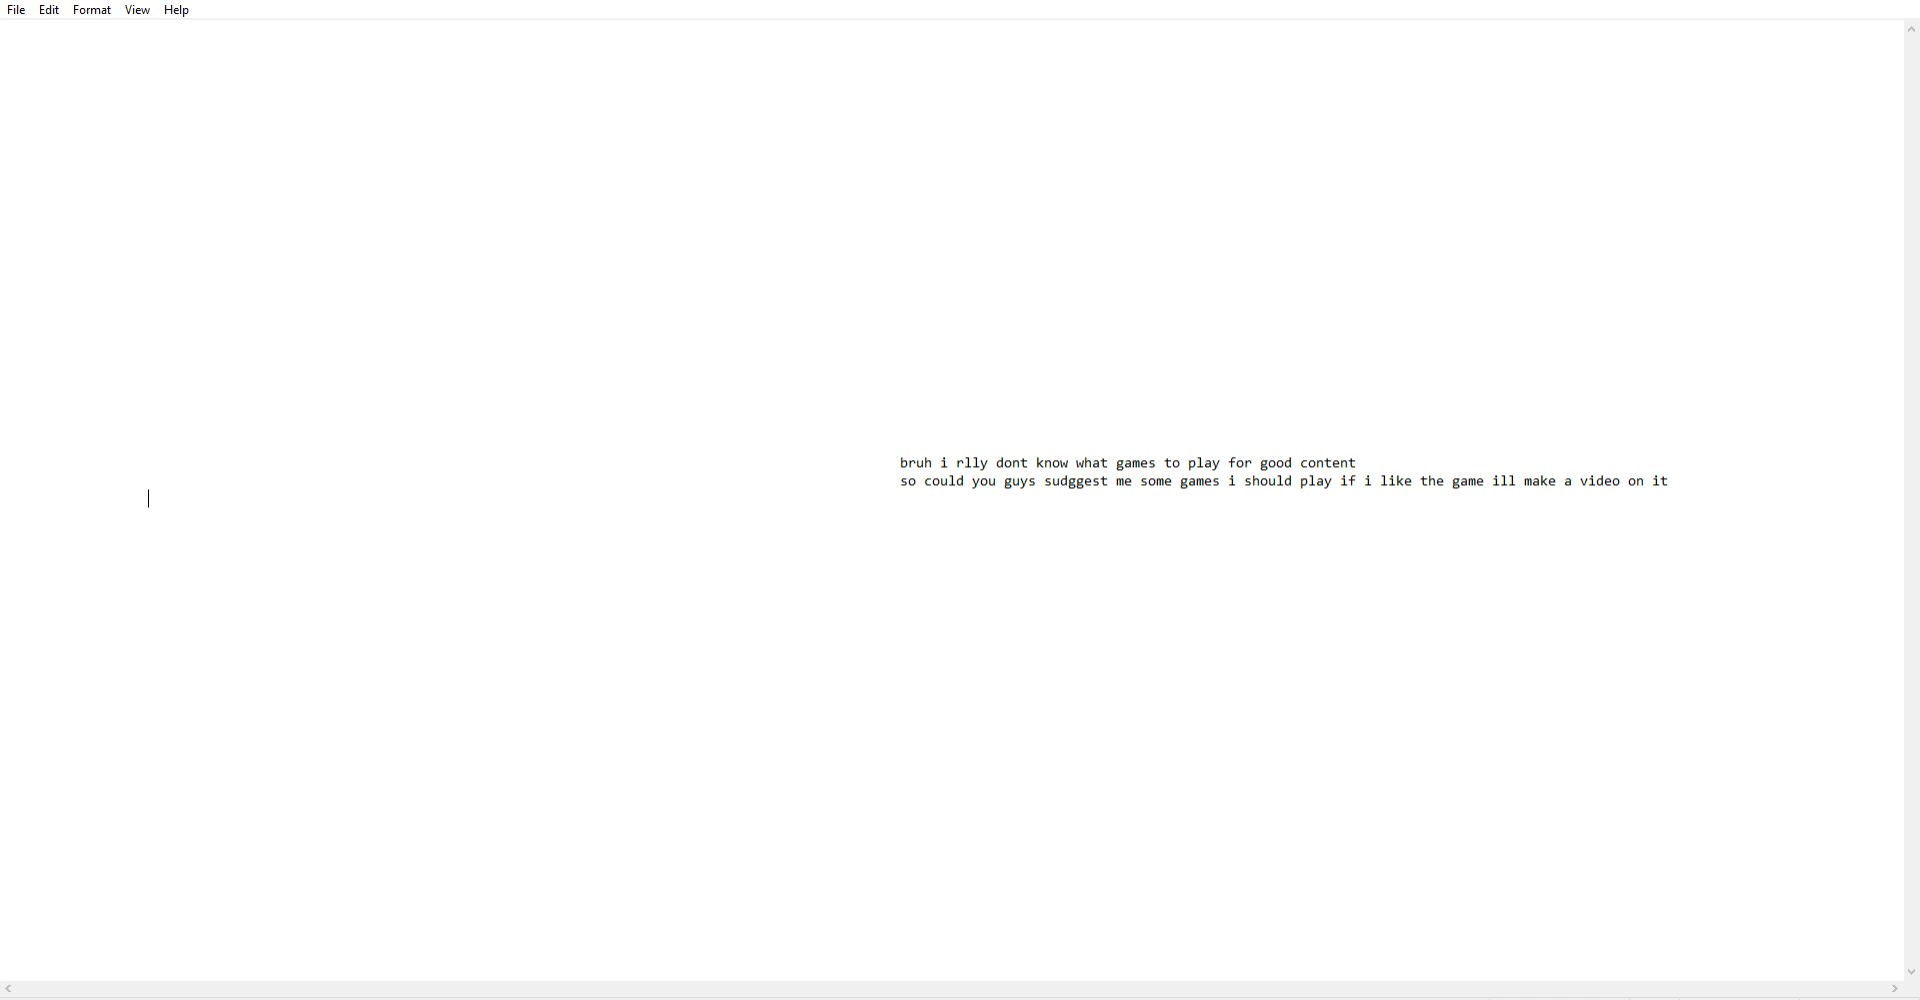 File Edit Format View Help
bruh i rlly dont know what games to play for good content
so could you guys sudggest me some games i should play if i like the game ill make a video on it